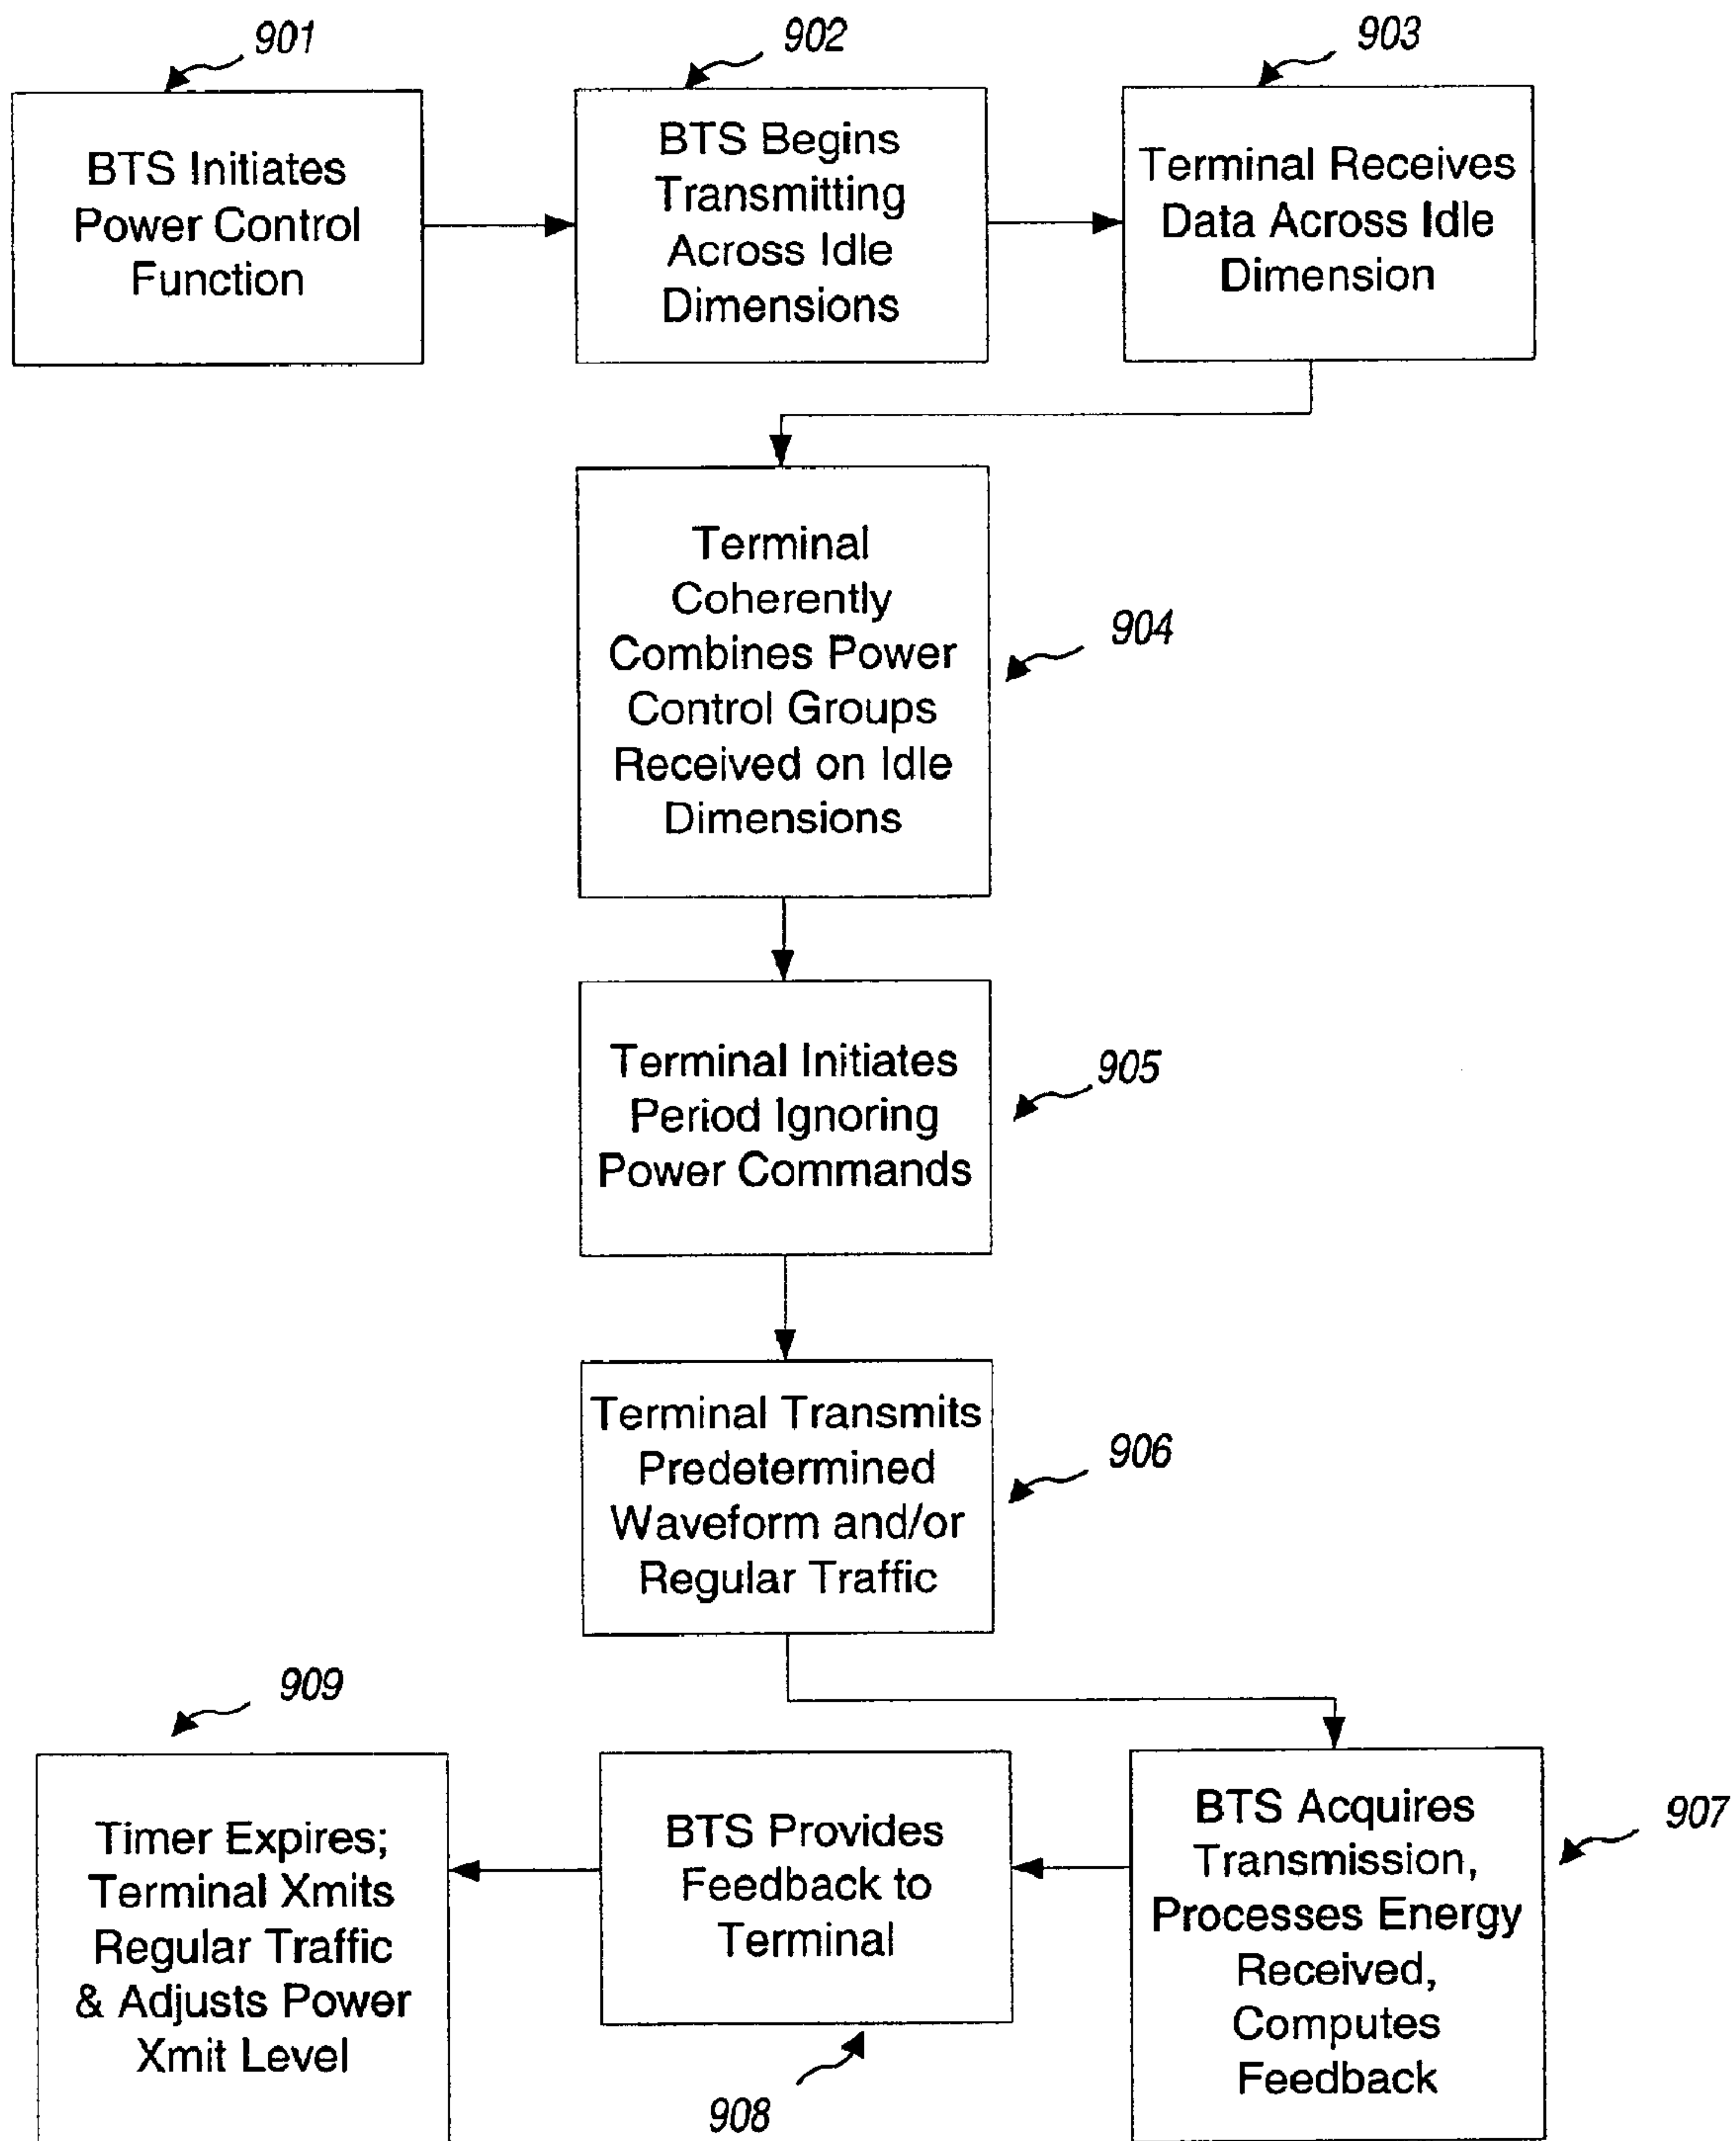 901
BTS Initiates
Power Control
Function
902
BTS Begins
Transmitting
Across Idle
Dimensions
903
Terminal Receives
Data Across Idle
Dimension
904
Terminal
Coherently
Combines Power
Control Groups
Received on Idle
Dimensions
905
Terminal Initiates
Period Ignoring
Power Commands
906
Terminal Transmits
Predetermined
Waveform and/or
Regular Traffic
907
BTS Acquires
Transmission,
Processes Energy
Received,
Computes
Feedback
908
BTS Provides
Feedback to
Terminal
909
Timer Expires;
Terminal Xmits
Regular Traffic
& Adjusts Power
Xmit Level